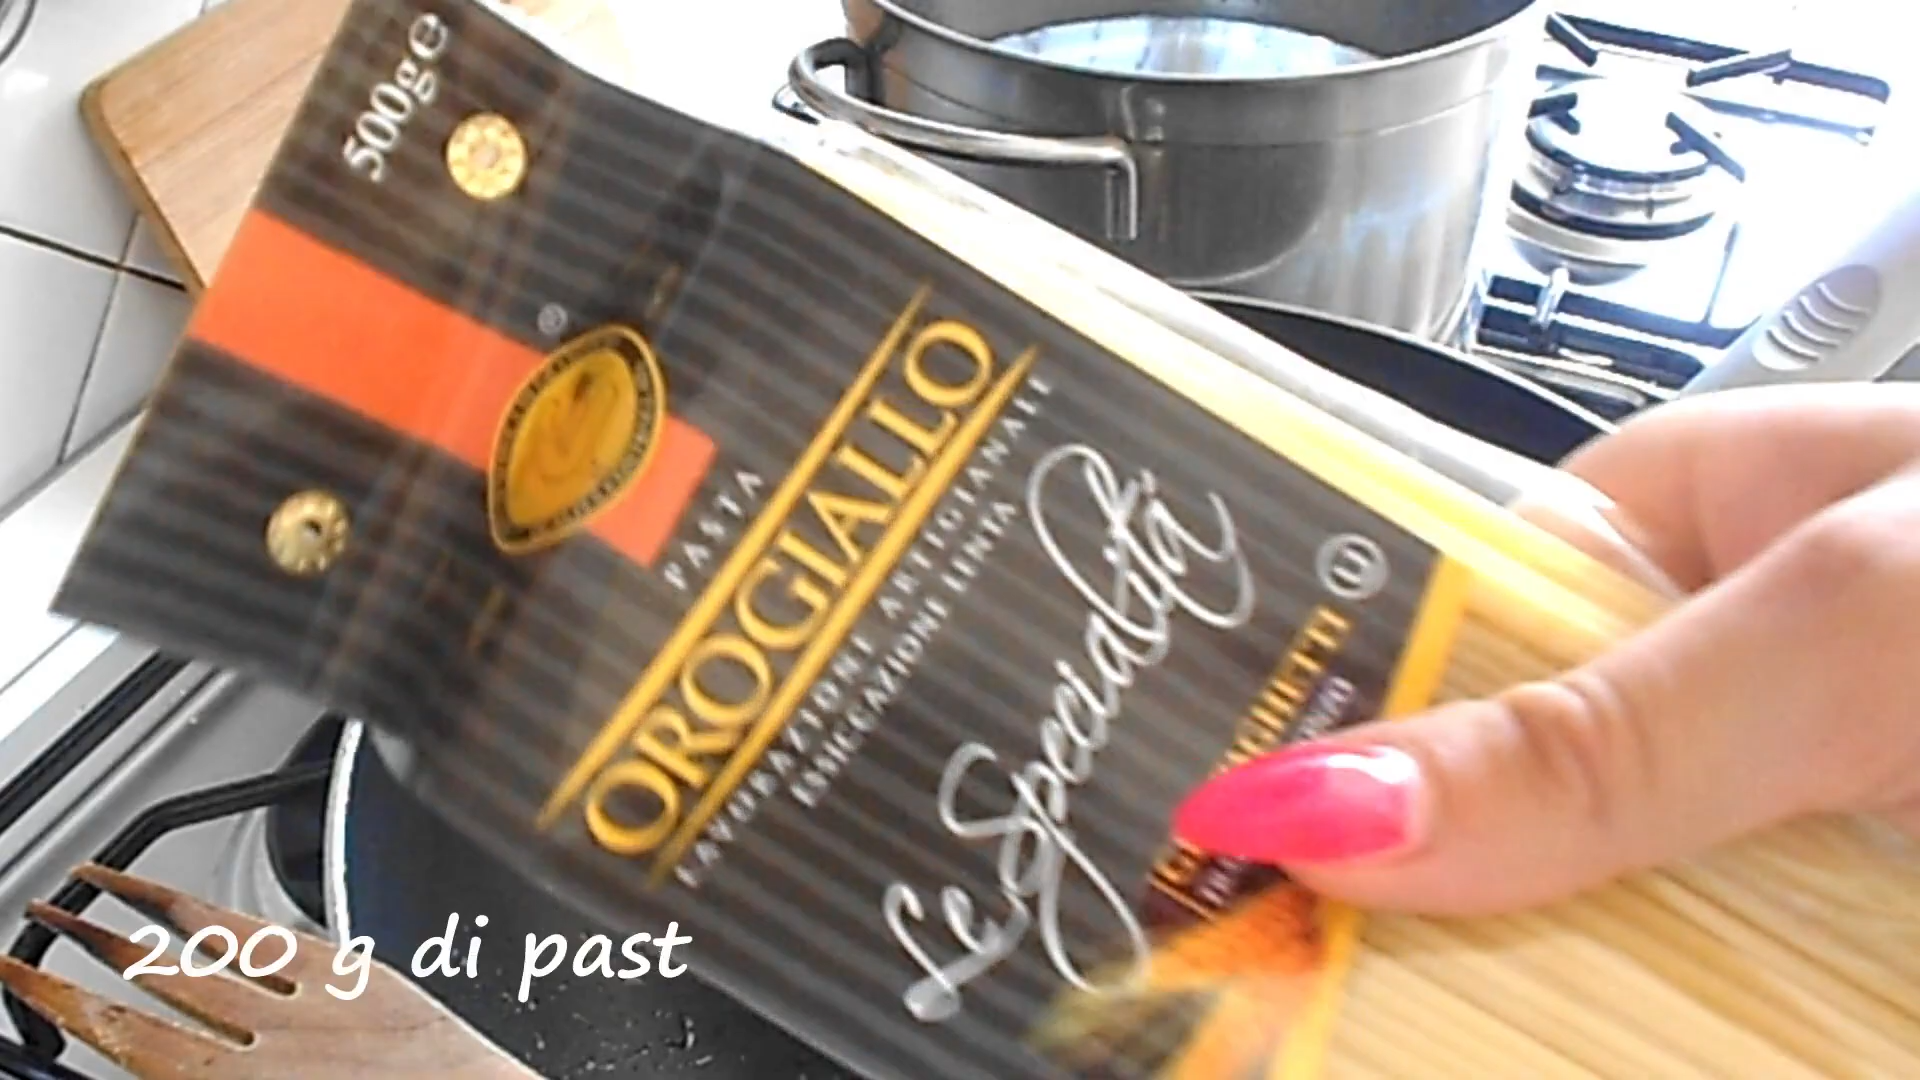 500g e
PASTA
OROGIALLO
LAVORAZIONE ARTIGIANALE
ESSICCAZIONE LENTA
Le Specialità
U
200 g di past